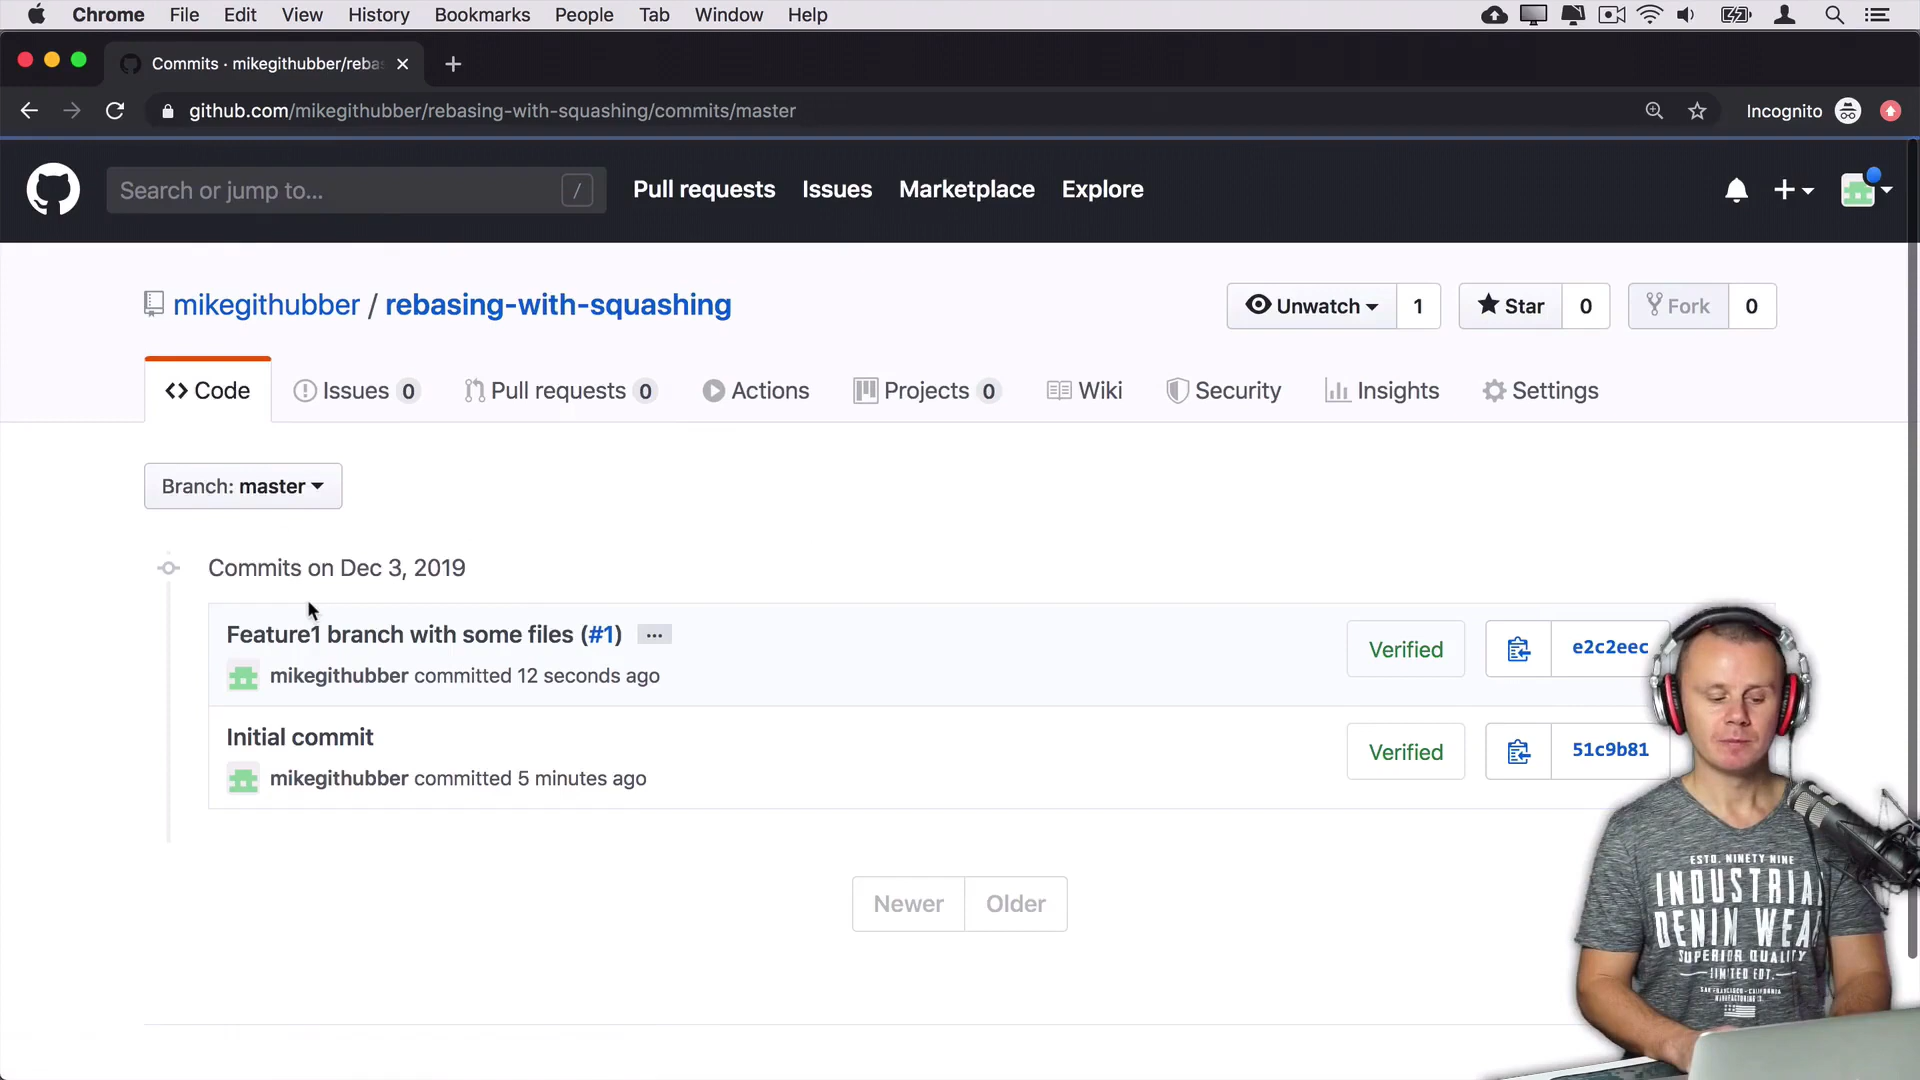 Chrome File Edit View History Bookmarks People Tab Window Help
Commits · mikegithubber/reba
github.com/mikegithubber/rebasing-with-squashing/commits/master
Incognito
Search or jump to...
/
Pull requests Issues Marketplace Explore
mikegithubber / rebasing-with-squashing
Unwatch 1
Star 0
Fork 0
Code
Issues 0
Pull requests 0
Actions
Projects 0
Wiki
Security
Insights
Settings
Branch: master
Commits on Dec 3, 2019
Feature1 branch with some files (#1) ...
mikegithubber committed 12 seconds ago
Verified
e2c2eec
Initial commit
mikegithubber committed 5 minutes ago
Verified
51c9b81
Newer Older
ESTD. NINETY NINE
INDUSTRIAL
DENIM WEA
SUPERIOR QUALITY
LIMITED EDT.